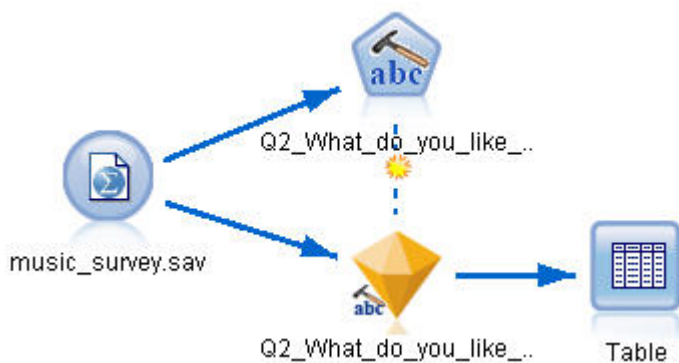 abc
Q2_What_do_you_like_..
music_survey.sav
abc
Q2_What_do_you_like_..
Table